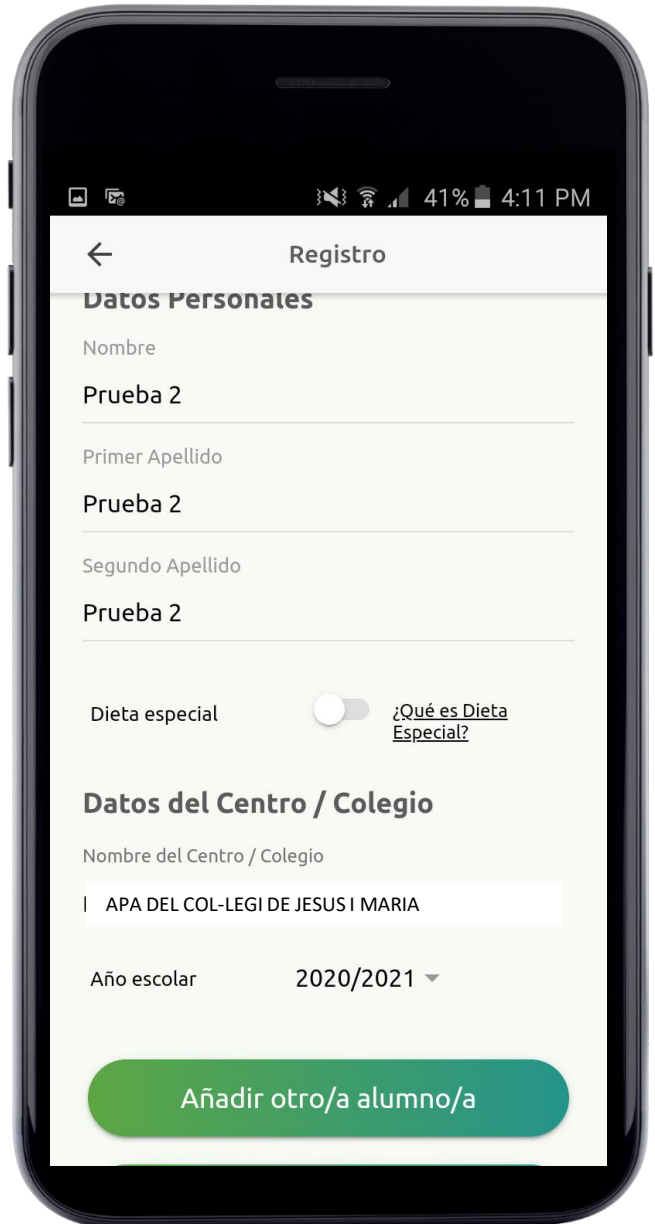 41% 4:11 PM
Registro
Datos Personales
Nombre
Prueba 2
Primer Apellido
Prueba 2
Segundo Apellido
Prueba 2
Dieta especial
¿Qué es Dieta
Especial?
Datos del Centro / Colegio
Nombre del Centro / Colegio
APA DEL COL-LEGI DE JESUS I MARIA
Año escolar 2020/2021
Añadir otro/a alumno/a